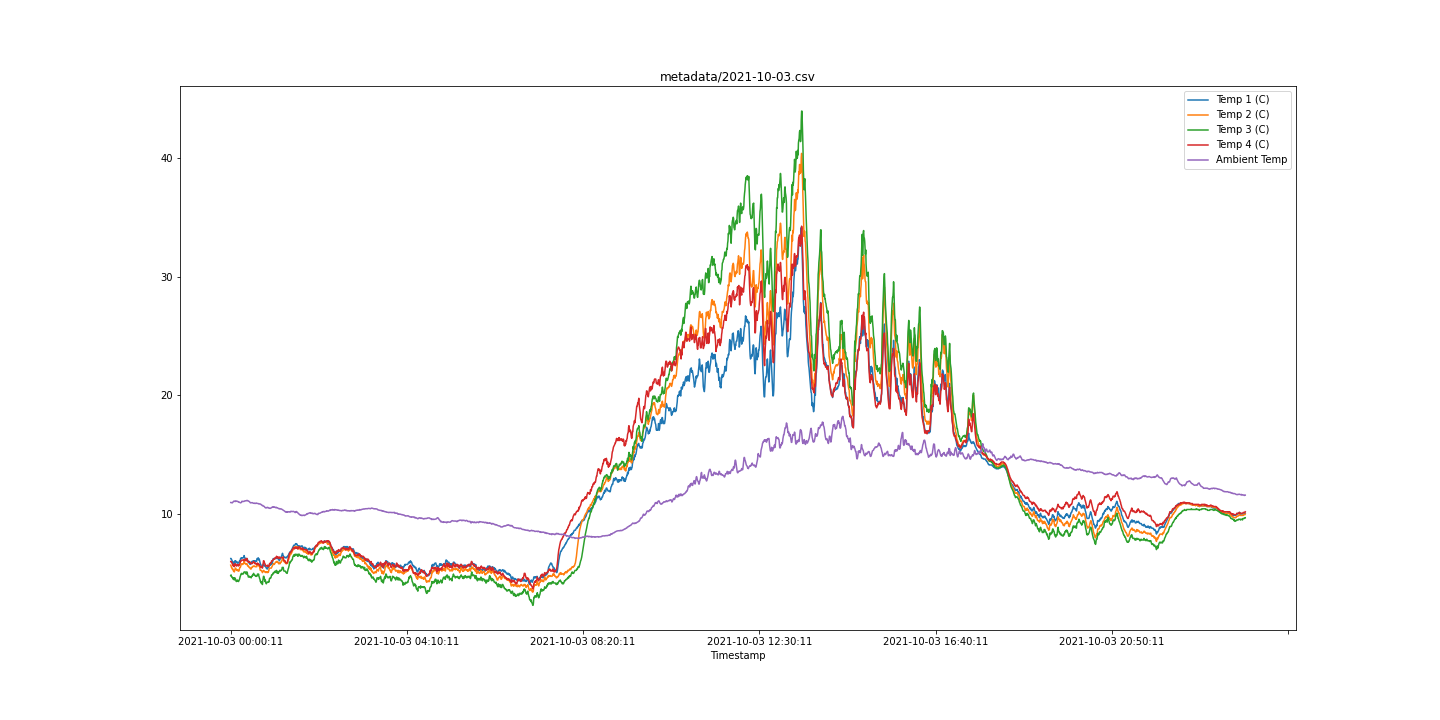 metadata/2021-10-03.csv
Temp 1 (C)
Temp 2 (C)
Temp 3 (C)
Temp 4 (C)
Ambient Temp
40
30
20
10
2021-10-03 00:00:11 2021-10-03 04:10:11 2021-10-03 08:20:11 2021-10-03 12:30:11 2021-10-03 16:40:11 2021-10-03 20:50:11
Timestamp